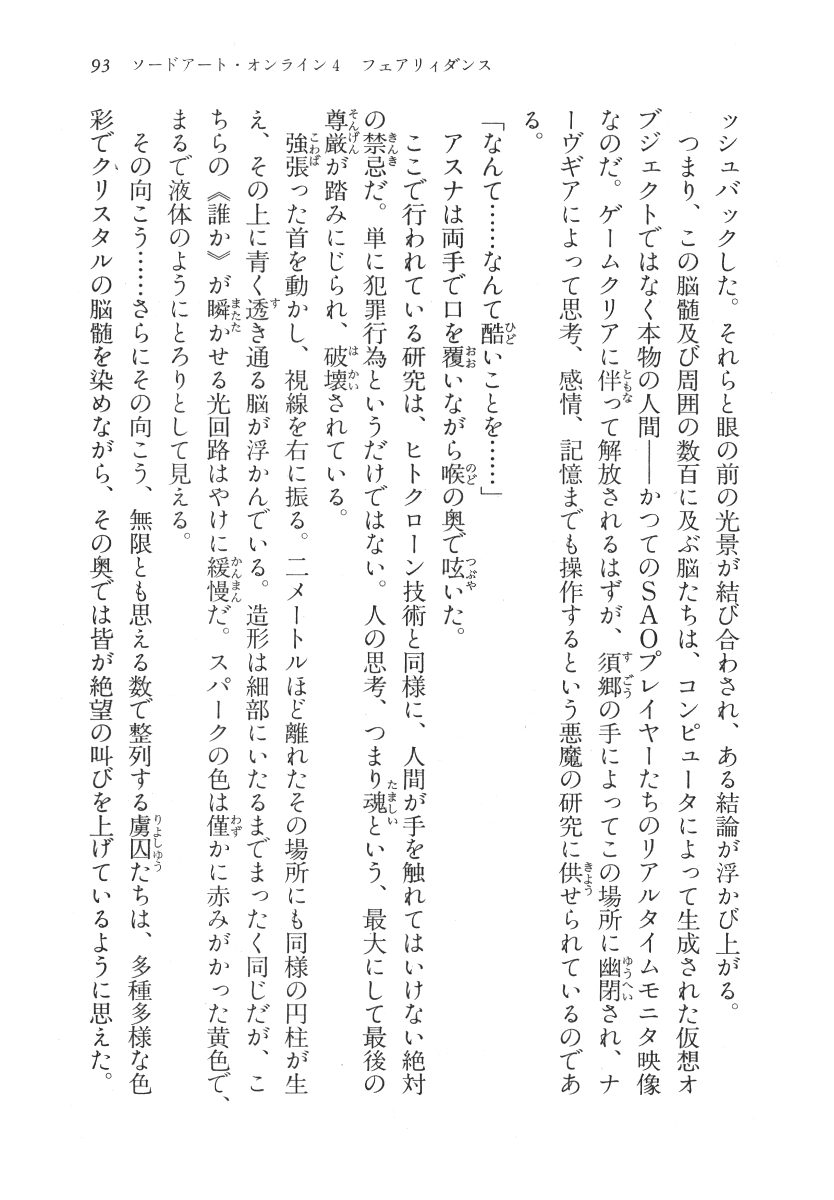 93 ソードアート・オンライン4 フェアリィダンス
ッシュバックした。それらと眼の前の光景が結び合わされ、ある結論が浮かび上がる。
つまり、この脳髄及び周囲の数百に及ぶ脳たちは、コンピュータによって生成された仮想オ
ブジェクトではなく本物の人間――かつてのSAOプレイヤーたちのリアルタイムモニタ映像
なのだ。ゲームクリアに伴って解放されるはずが、須郷の手によってこの場所に幽閉され、ナ
ーヴギアによって思考、感情、記憶までも操作するという悪魔の研究に供せられているのであ
る。
「なんて……なんて酷いことを……」
アスナは両手で口を覆いながら喉の奥で呟いた。
ここで行われている研究は、ヒトクローン技術と同様に、人間が手を触れてはいけない絶対
の禁忌だ。単に犯罪行為というだけではない。人の思考、つまり魂という、最大にして最後の
尊厳が踏みにじられ、破壊されている。
強張った首を動かし、視線を右に振る。二メートルほど離れたその場所にも同様の円柱が生
え、その上に青く透き通る脳が浮かんでいる。造形は細部にいたるまでまったく同じだが、こ
ちらの《誰か》が瞬かせる光回路はやけに緩慢だ。スパークの色は僅かに赤みがかった黄色で、
まるで液体のようにとろりとして見える。
その向こう……さらにその向こう、無限とも思える数で整列する虜囚たちは、多種多様な色
彩でクリスタルの脳髄を染めながら、その奥では皆が絶望の叫びを上げているように思えた。